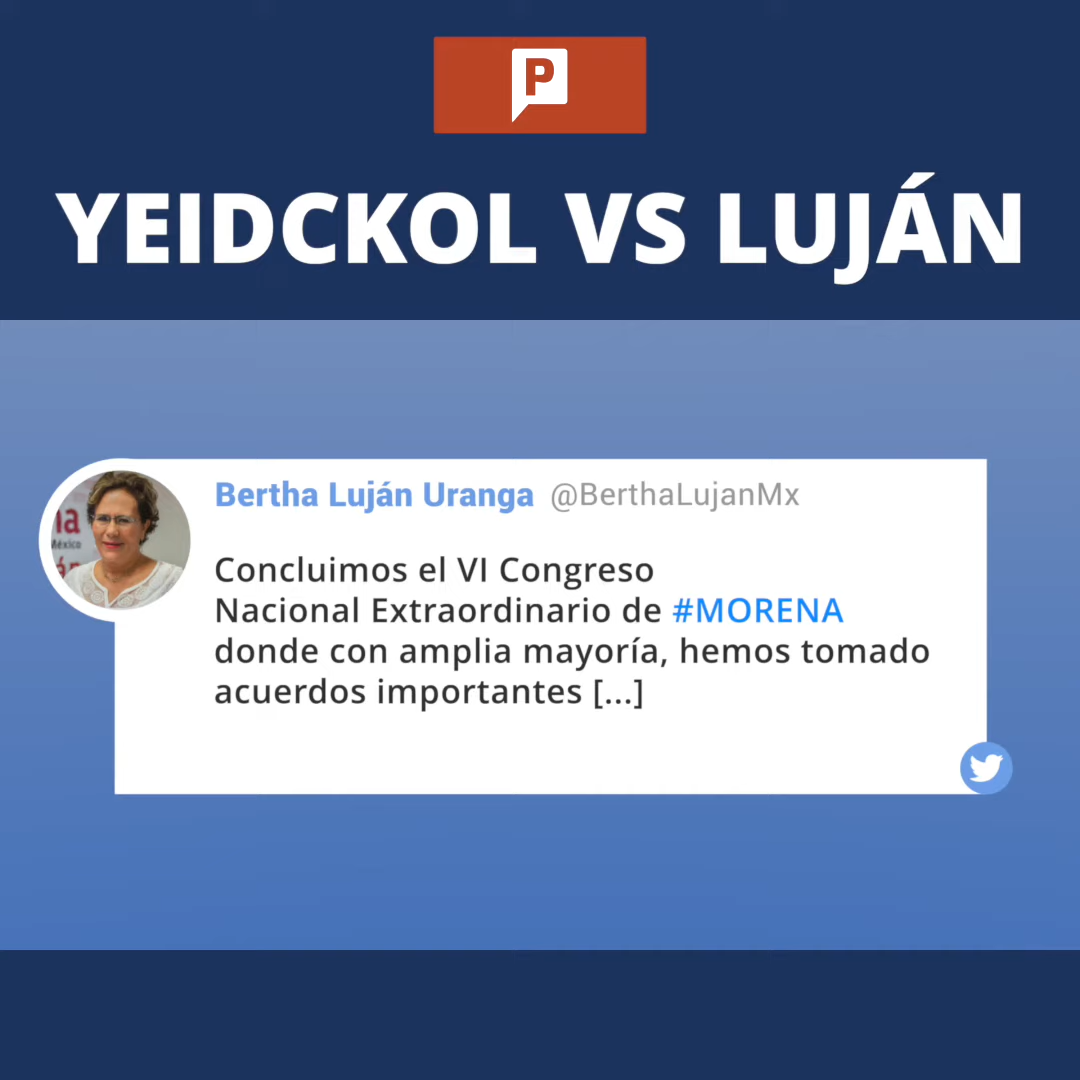 P
YEIDCKOL VS LUJÁN
Bertha Luján Uranga @BerthaLujanMx
Concluimos el VI Congreso
Nacional Extraordinario de #MORENA
donde con amplia mayoría, hemos tomado
acuerdos importantes [...]